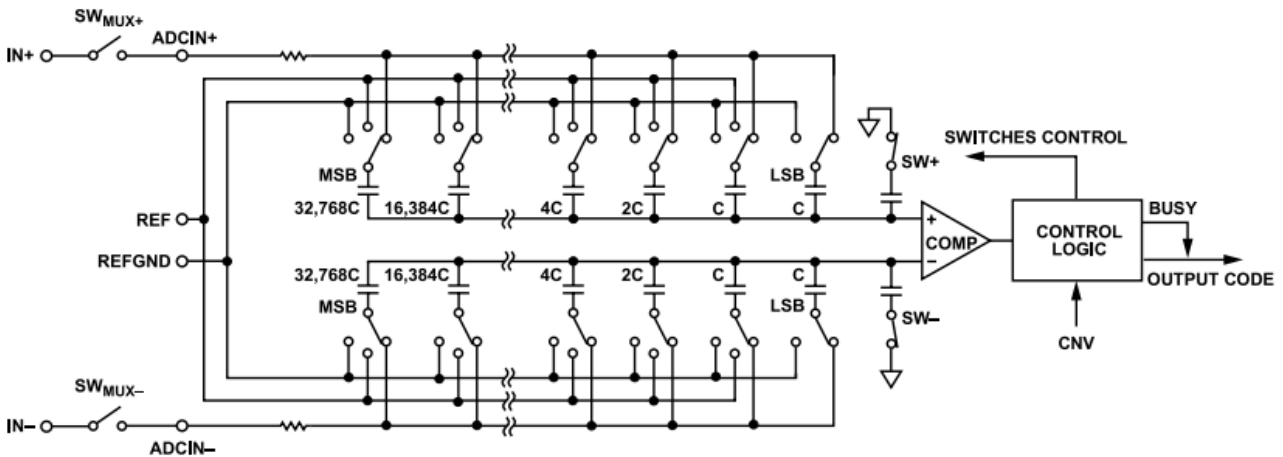 SWMUX+
IN+
ADCIN+
SWITCHES CONTROL
SW+
MSB
LSB
32,768C
16,384C
4C
2C
C
C
BUSY
REF
+
COMP
CONTROL
LOGIC
REFGND
–
OUTPUT CODE
32,768C
16,384C
4C
2C
C
C
MSB
LSB
SW–
CNV
SWMUX–
IN–
ADCIN–